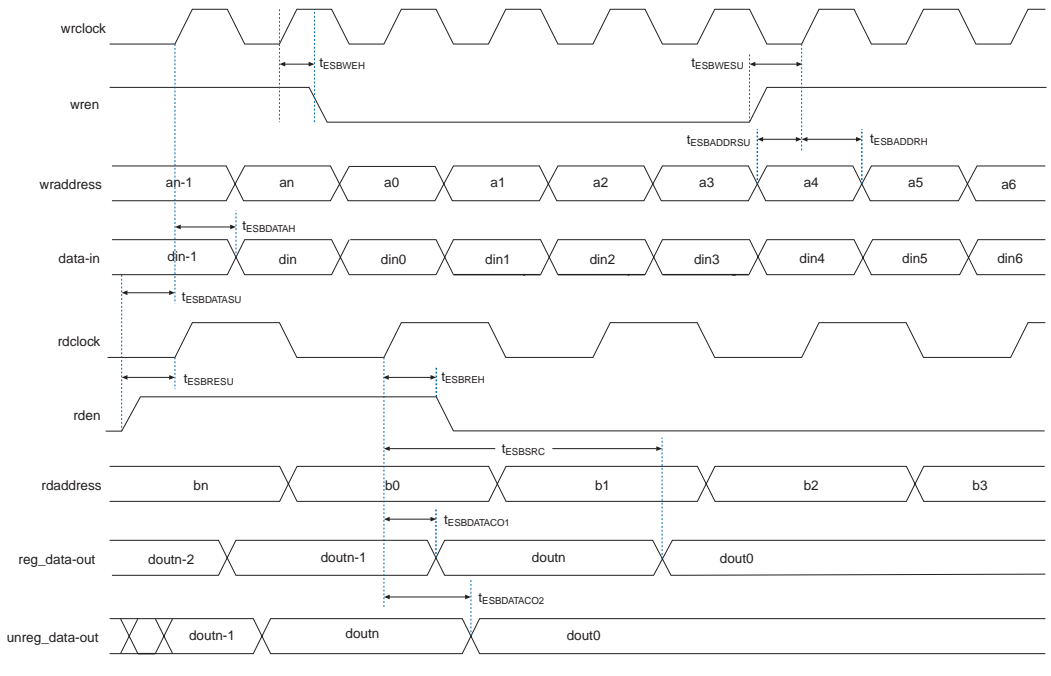 wrclock
tESBWEH
tESBWESU
wren
tESBADDRSU
tESBADDRH
wraddress an-1 an a0 a1 a2 a3 a4 a5 a6
tESBDATAH
data-in din-1 din din0 din1 din2 din3 din4 din5 din6
tESBDATASU
rdclock
tESBRESU
tESBREH
rden
tESBSRC
rdaddress bn b0 b1 b2 b3
tESBDATACO1
reg_data-out doutn-2 doutn-1 doutn dout0
tESBDATACO2
unreg_data-out doutn-1 doutn dout0